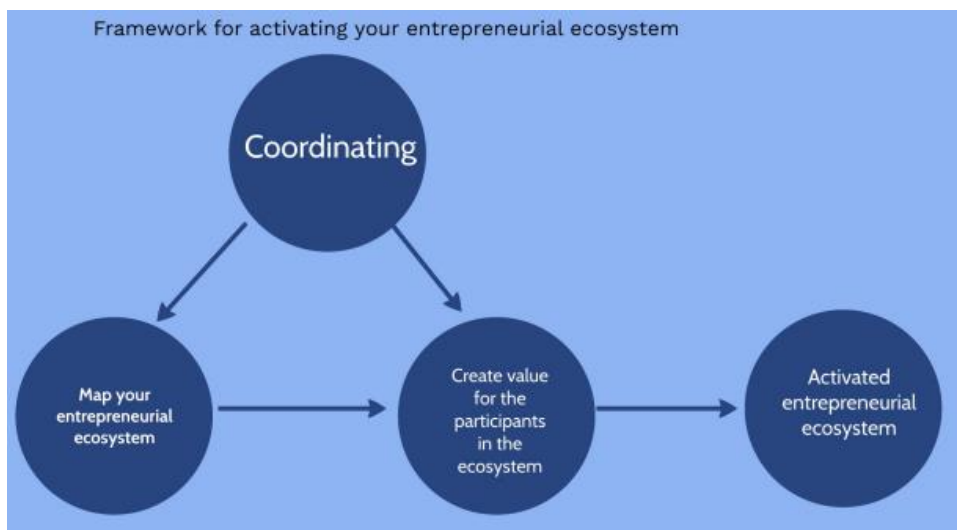 Framework for activating your entrepreneurial ecosystem
Coordinating
Map your
entrepreneurial
ecosystem
Create value
for the
participants
in the
ecosystem
Activated
entrepreneurial
ecosystem